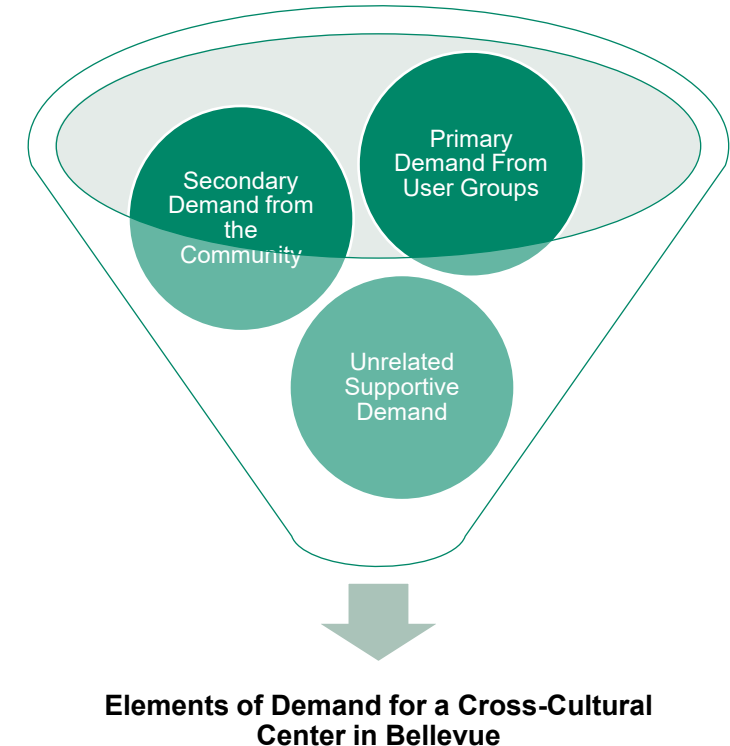 Primary
Demand From
User Groups
Secondary
Demand from
the
Community
Unrelated
Supportive
Demand
Elements of Demand for a Cross-Cultural
Center in Bellevue